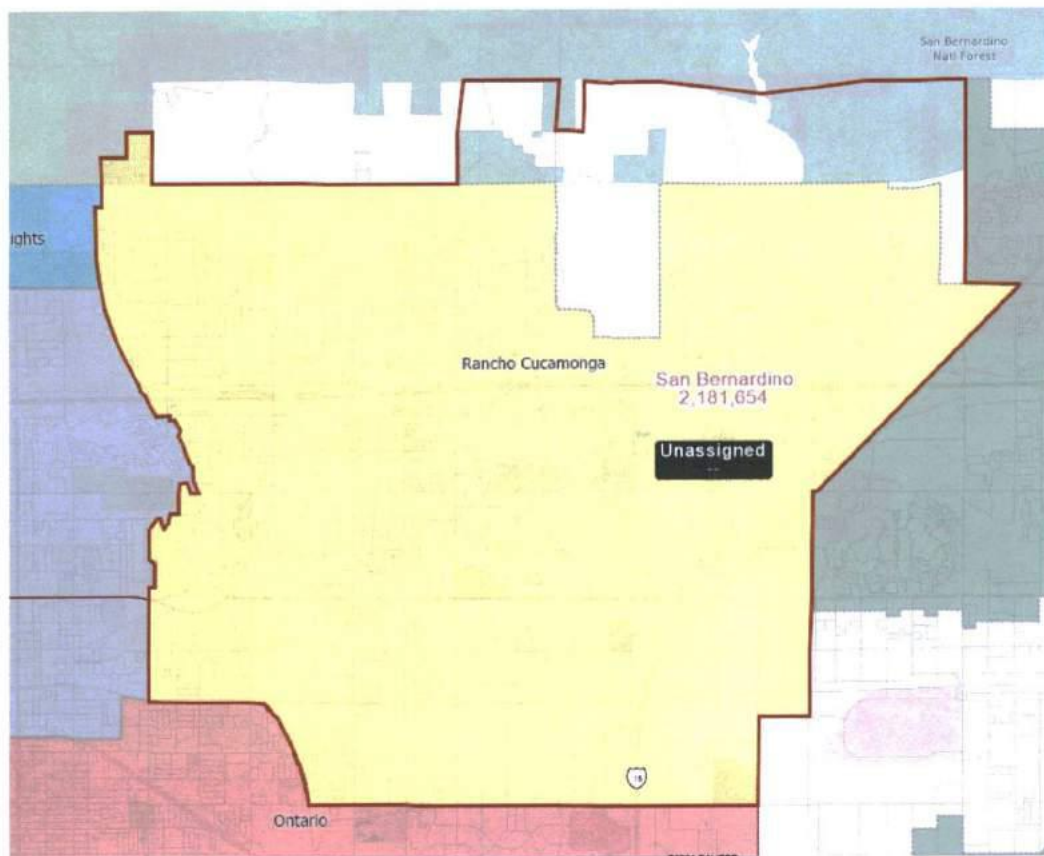 San Bernardino
Natl Forest
ights
Rancho Cucamonga
San Bernardino
2,181,654
Unassigned
--
15
Ontario